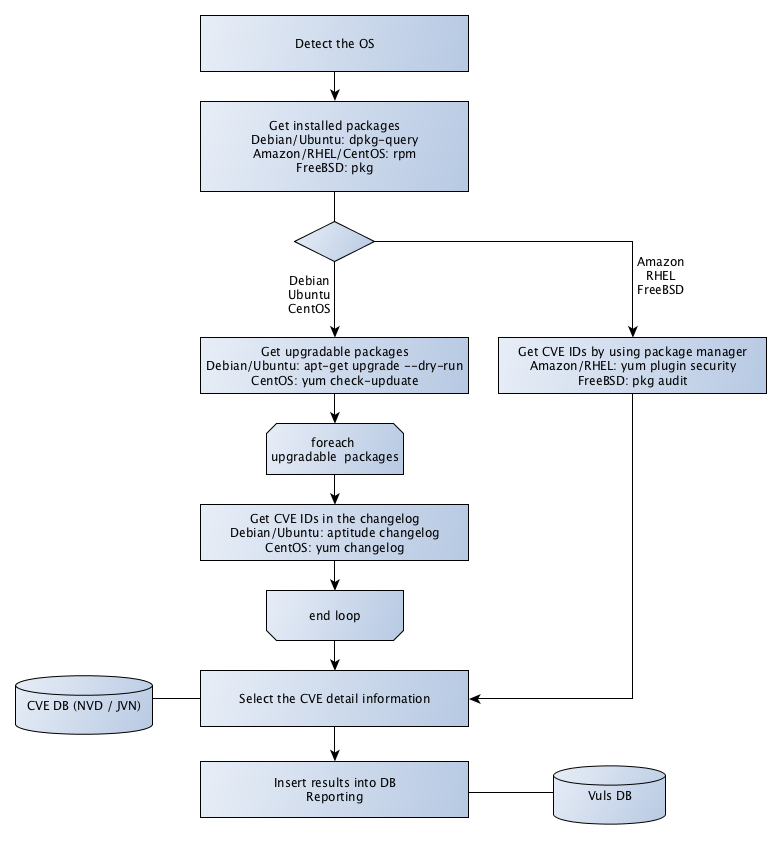 Detect the OS
Get installed packages
Debian/Ubuntu: dpkg-query
Amazon/RHEL/CentOS: rpm
FreeBSD: pkg
Debian
Ubuntu
CentOS
Amazon
RHEL
FreeBSD
Get upgradable packages
Debian/Ubuntu: apt-get upgrade --dry-run
CentOS: yum check-upduate
Get CVE IDs by using package manager
Amazon/RHEL: yum plugin security
FreeBSD: pkg audit
foreach
upgradable packages
Get CVE IDs in the changelog
Debian/Ubuntu: aptitude changelog
CentOS: yum changelog
end loop
CVE DB (NVD / JVN)
Select the CVE detail information
Insert results into DB
Reporting
Vuls DB